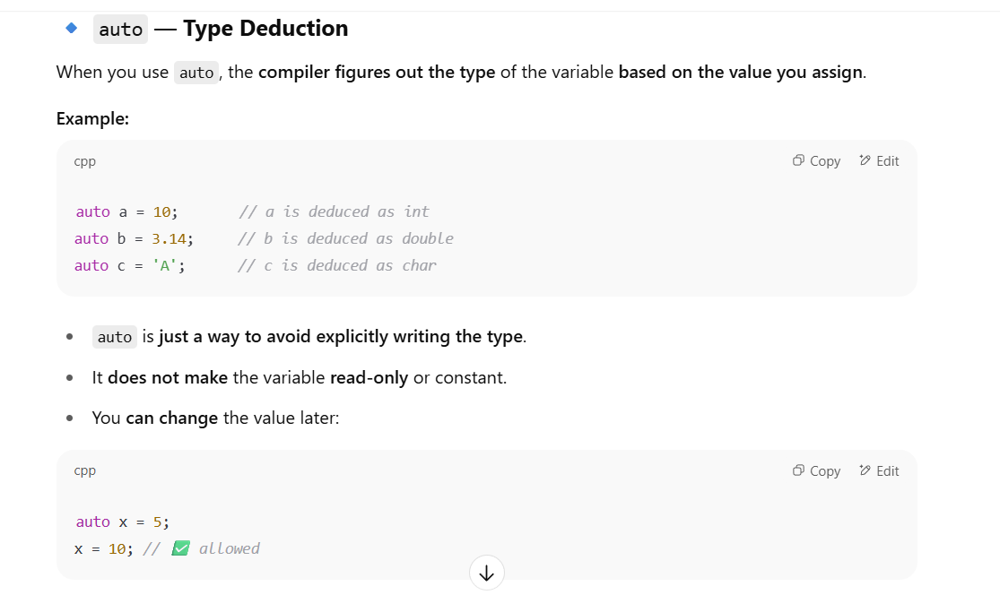 auto — Type Deduction
When you use auto, the compiler figures out the type of the variable based on the value you assign.
Example:
cpp
Copy
Edit
auto a = 10;       // a is deduced as int
auto b = 3.14;     // b is deduced as double
auto c = 'A';      // c is deduced as char
auto is just a way to avoid explicitly writing the type.
It does not make the variable read-only or constant.
You can change the value later:
cpp
Copy
Edit
auto x = 5;
x = 10; // ✅ allowed